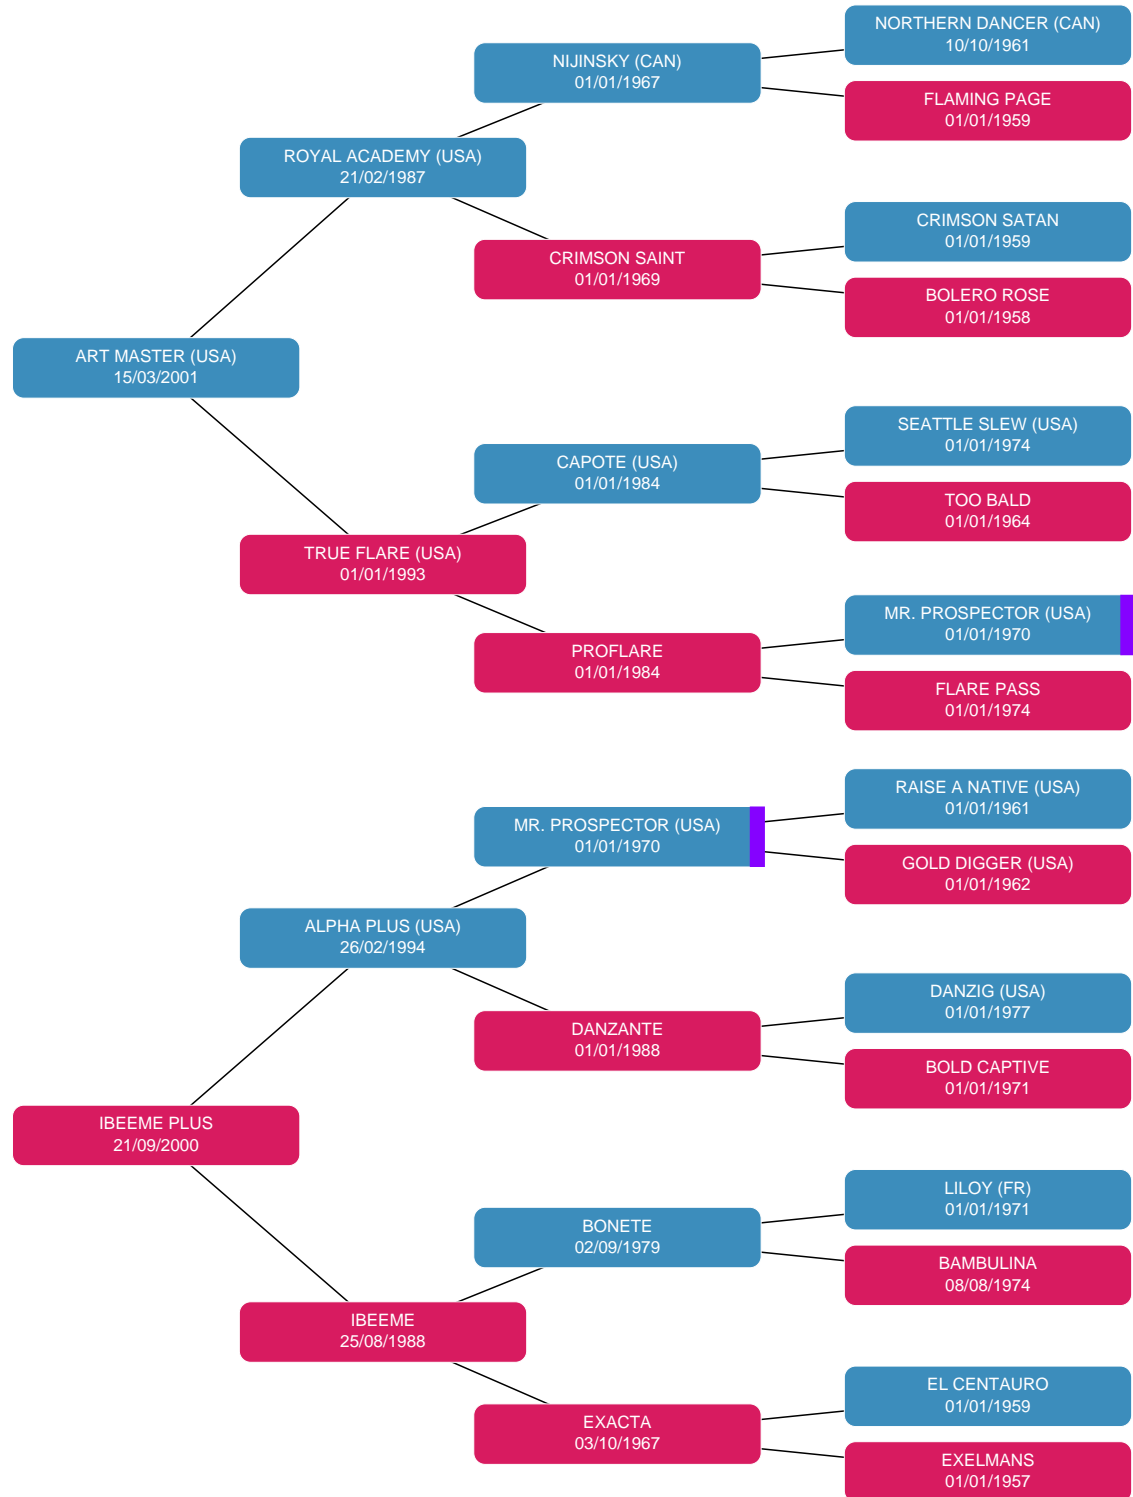 NORTHERN DANCER (CAN)
10/10/1961
NIJINSKY (CAN)
01/01/1967
FLAMING PAGE
01/01/1959
ROYAL ACADEMY (USA)
21/02/1987
CRIMSON SATAN
01/01/1959
CRIMSON SAINT
01/01/1969
BOLERO ROSE
01/01/1958
ART MASTER (USA)
15/03/2001
SEATTLE SLEW (USA)
01/01/1974
CAPOTE (USA)
01/01/1984
TOO BALD
01/01/1964
TRUE FLARE (USA)
01/01/1993
MR. PROSPECTOR (USA)
01/01/1970
PROFLARE
01/01/1984
FLARE PASS
01/01/1974
RAISE A NATIVE (USA)
01/01/1961
MR. PROSPECTOR (USA)
01/01/1970
GOLD DIGGER (USA)
01/01/1962
ALPHA PLUS (USA)
26/02/1994
DANZIG (USA)
01/01/1977
DANZANTE
01/01/1988
BOLD CAPTIVE
01/01/1971
IBEEME PLUS
21/09/2000
LILOY (FR)
01/01/1971
BONETE
02/09/1979
BAMBULINA
08/08/1974
IBEEME
25/08/1988
EL CENTAURO
01/01/1959
EXACTA
03/10/1967
EXELMANS
01/01/1957